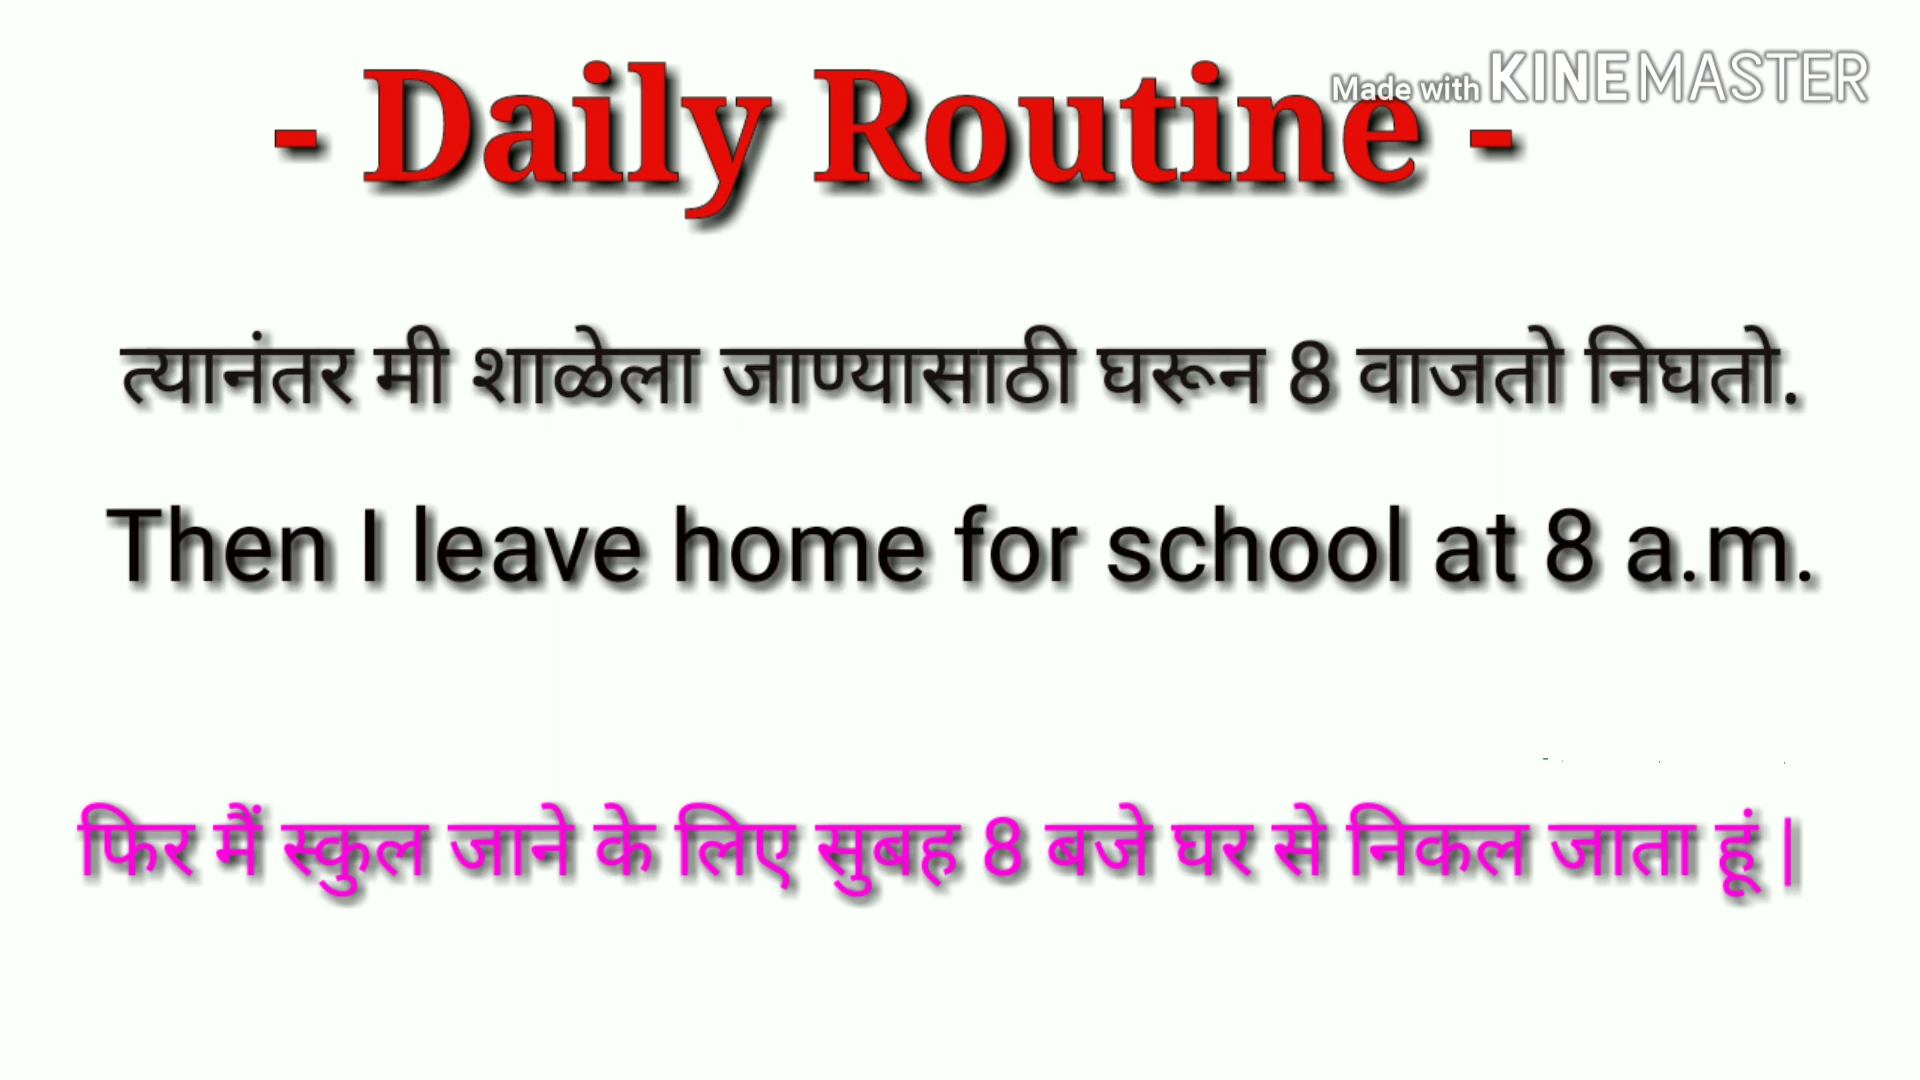 Made with KINEMASTER
- Daily Routine -
त्यानंतर मी शाळेला जाण्यासाठी घरून 8 वाजतो निघतो.
Then I leave home for school at 8 a.m.
फिर मैं स्कुल जाने के लिए सुबह 8 बजे घर से निकल जाता हूं|